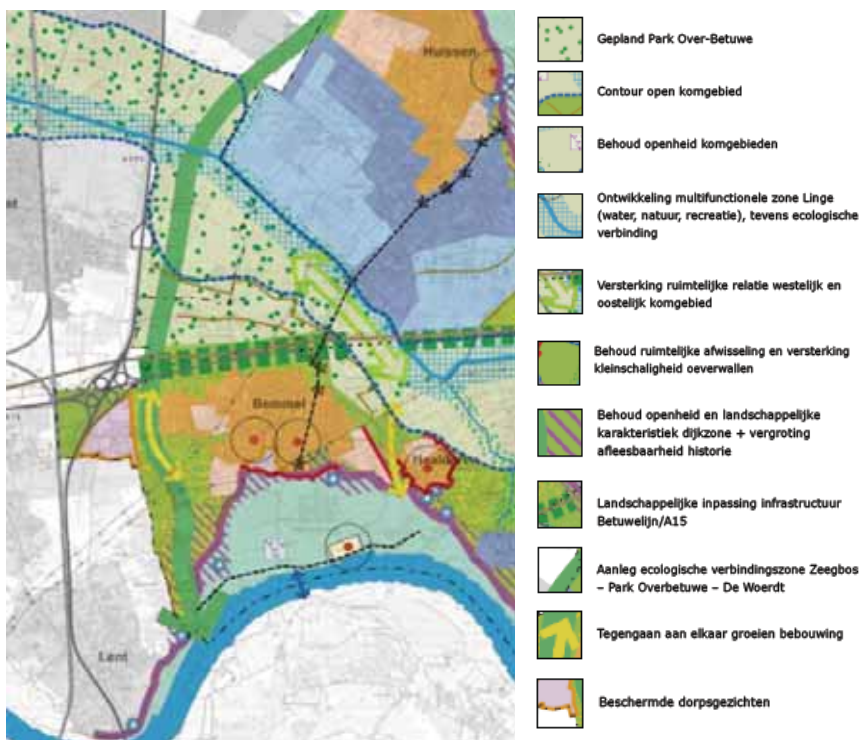 Huissen
Bemmel
Lent
Gepland Park Over-Betuwe
Contour open komgebied
Behoud openheid komgebieden
Ontwikkeling multifunctionele zone Linge
(water, natuur, recreatie), tevens ecologische
verbinding
Versterking ruimtelijke relatie westelijk en
oostelijk komgebied
Behoud ruimtelijke afwisseling en versterking
kleinschaligheid oeverwallen
Behoud openheid en landschappelijke
karakteristiek dijkzone + vergroting
afleesbaarheid historie
Landschappelijke inpassing infrastructuur
Betuwelijn/A15
Aanleg ecologische verbindingszone Zeegbos
– Park Overbetuwe – De Woerdt
Tegengaan aan elkaar groeien bebouwing
Beschermde dorpsgezichten